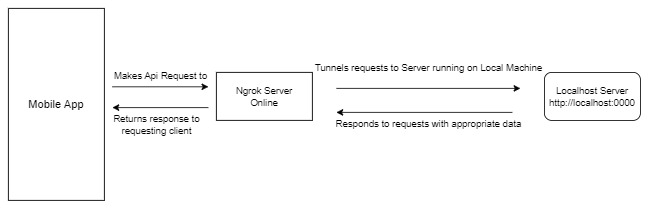 Mobile App
Makes Api Request to
Returns response to
requesting client
Ngrok Server
Online
Tunnels requests to Server running on Local Machine
Responds to requests with appropriate data
Localhost Server
http://localhost:0000